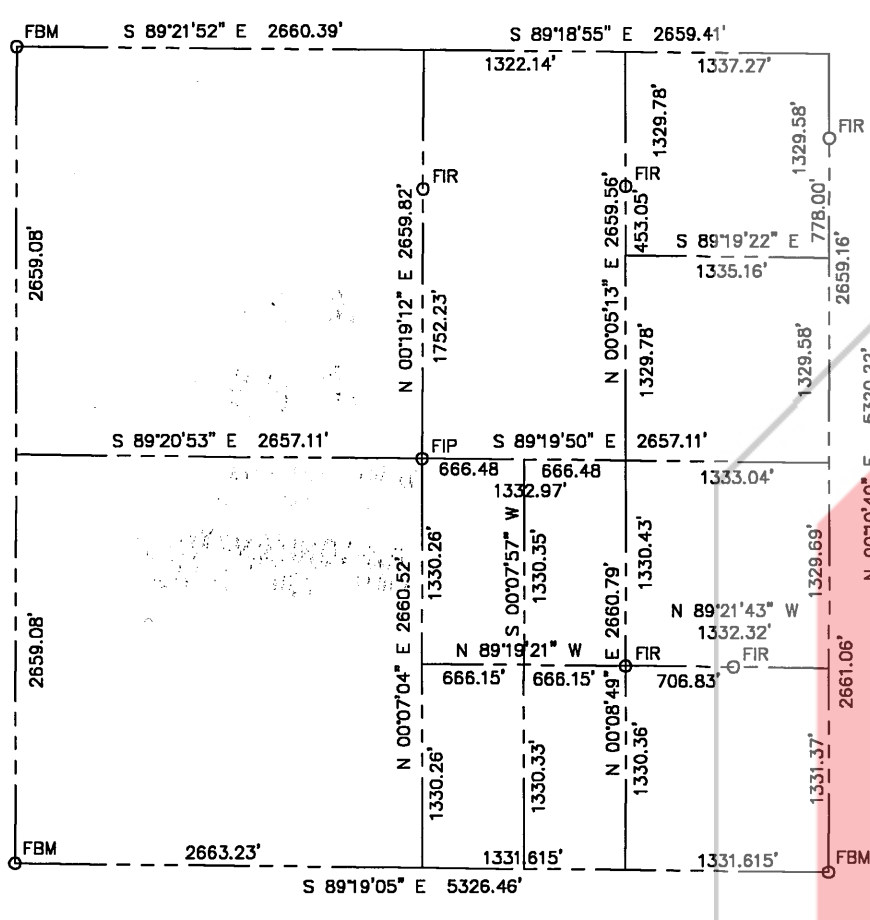 FBM
S 89°21'52" E 2660.39'
S 89°18'55" E 2659.41'
1322.14'
1337.27'
1329.78'
1329.58'
FIR
FIR
FIR
2659.08'
N 00°19'12" E 2659.82'
1752.23'
N 00°05'13" E 2659.56'
453.05'
778.00'
2659.16'
S 89°19'22" E
1335.16'
1329.78'
1329.58'
S 89°20'53" E 2657.11'
FIP
S 89°19'50" E 2657.11'
666.48
666.48
1332.97'
1333.04'
2659.08'
N 00°07'04" E 2660.52'
1330.26'
S 00°07'57" W
1330.35'
N 00°08'49" E 2660.79'
1330.43'
1329.69'
N 89°21'43" W
1332.32'
N 89°19'21" W
FIR
FIR
666.15'
666.15'
706.83'
2661.06'
1330.26'
1330.33'
1330.36'
1331.37'
FBM
2663.23'
1331.615'
1331.615'
FBM
S 89°19'05" E 5326.46'